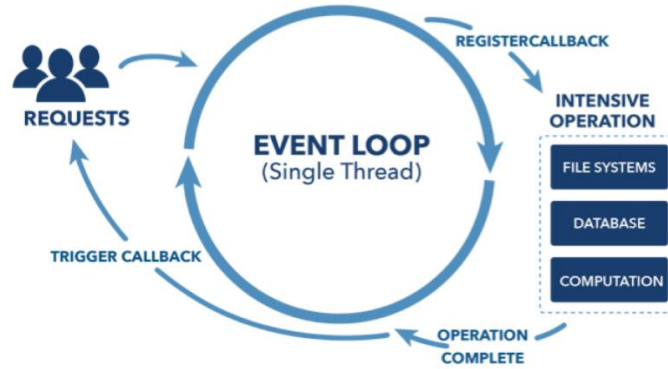 REGISTERCALLBACK
REQUESTS
INTENSIVE
OPERATION
EVENT LOOP
(Single Thread)
FILE SYSTEMS
DATABASE
COMPUTATION
TRIGGER CALLBACK
OPERATION
COMPLETE